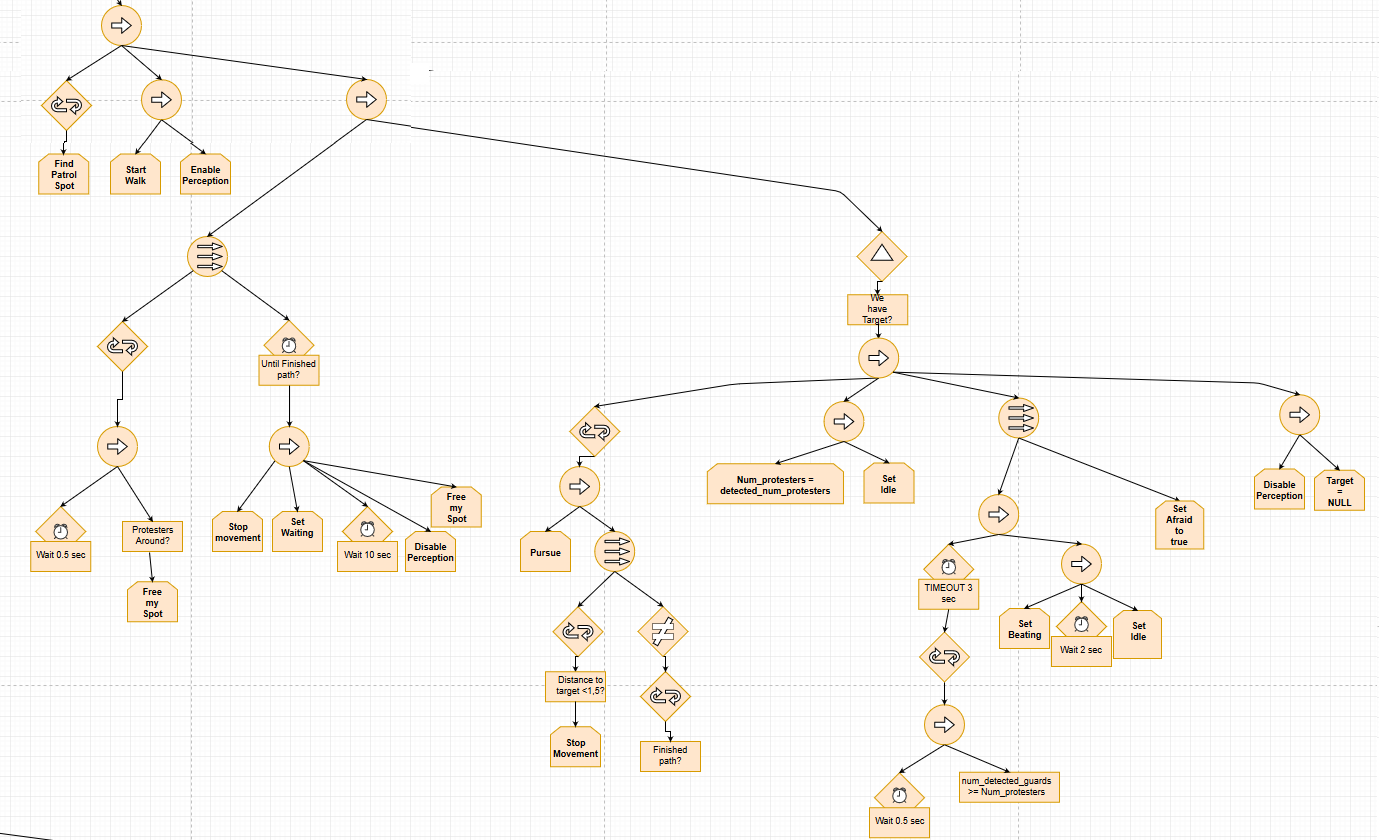 Find
Patrol
Spot
Start
Walk
Enable
Perception
We
have
Target?
Until Finished
path?
Num_protesters =
detected_num_protesters
Set
Idle
Disable
Perception
Target
=
NULL
Free
my
Spot
Stop
movement
Set
Waiting
Wait 10 sec
Disable
Perception
Wait 0.5 sec
Protesters
Around?
Free
my
Spot
Pursue
Set
Afraid
to
true
TIMEOUT 3
sec
Set
Beating
Wait 2 sec
Set
Idle
Distance to
target <1,5?
Stop
Movement
Finished
path?
Wait 0.5 sec
num_detected_guards
>= Num_protesters